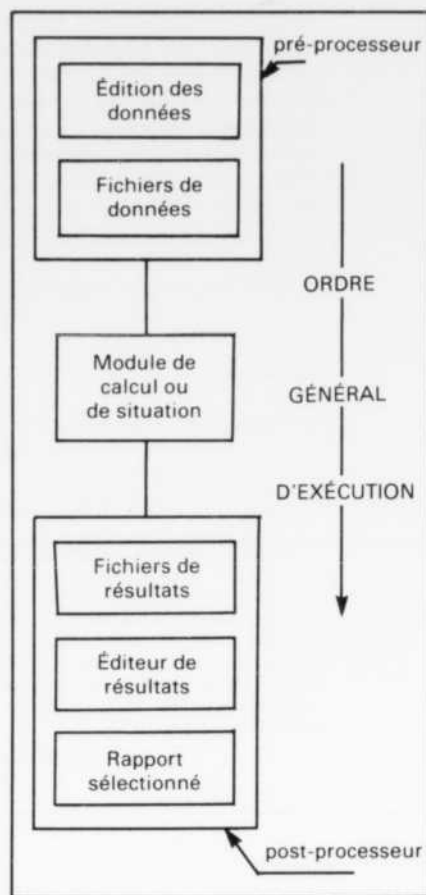 pré-processeur
Édition des
données
Fichiers de
données
ORDRE
Module de
calcul ou
de situation
GÉNÉRAL
D'EXÉCUTION
Fichiers de
résultats
Éditeur de
résultats
Rapport
sélectionné
post-processeur